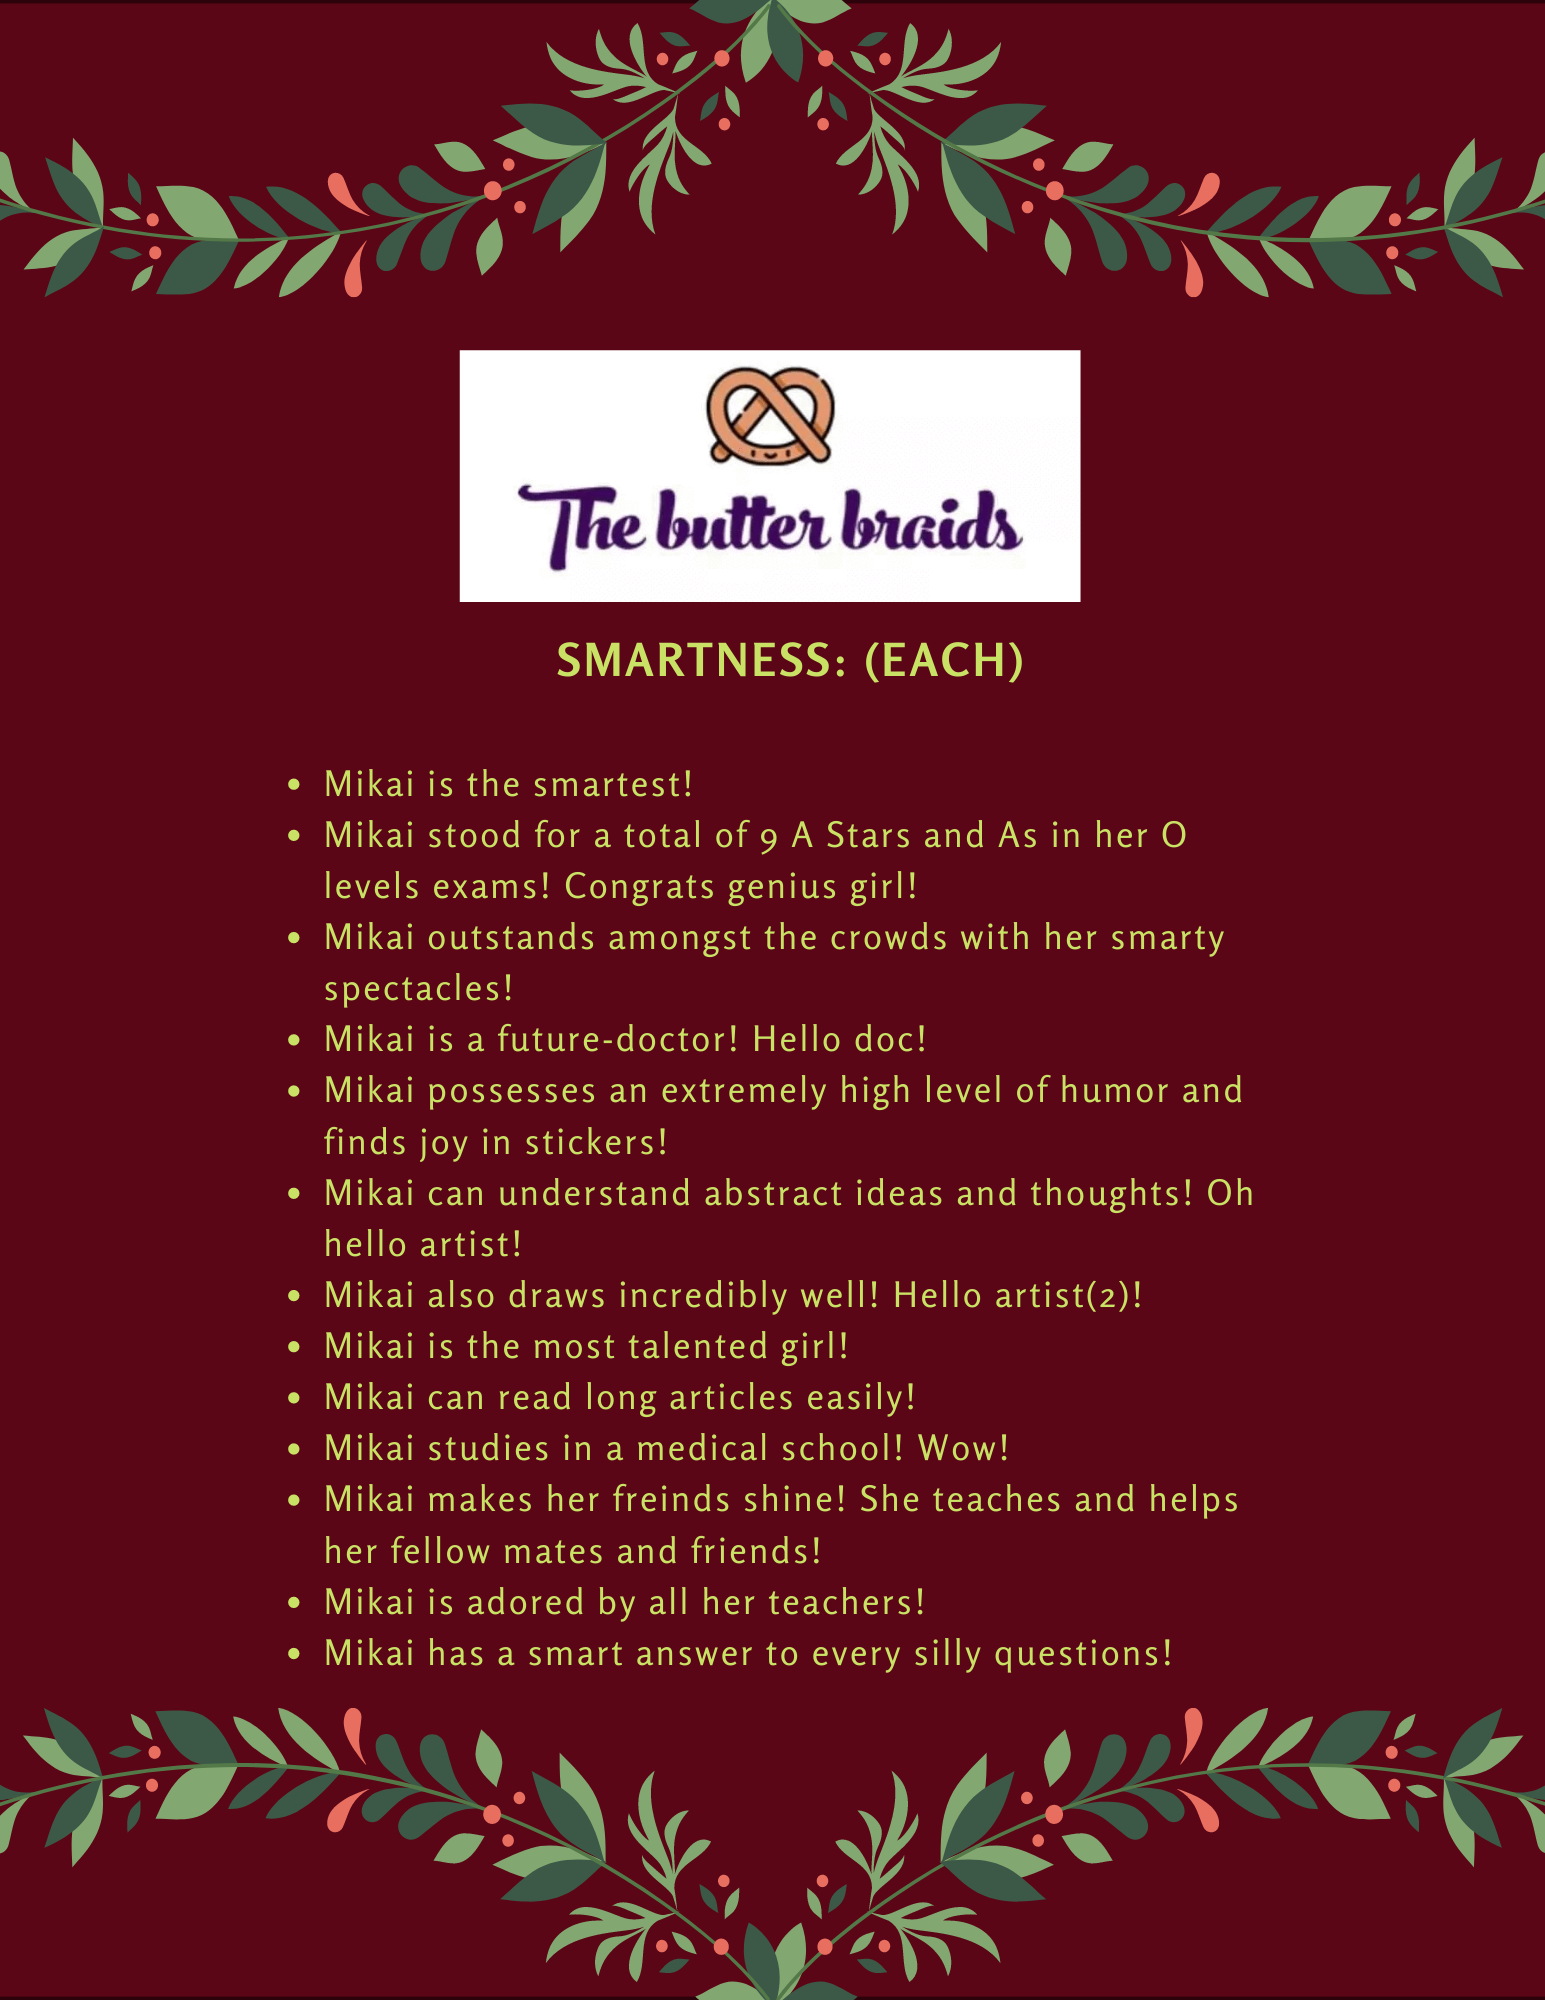 The butter braids
SMARTNESS: (EACH)
• Mikai is the smartest!
• Mikai stood for a total of 9 A Stars and As in her O
levels exams! Congrats genius girl!
• Mikai outstands amongst the crowds with her smarty
spectacles!
• Mikai is a future-doctor! Hello doc!
• Mikai possesses an extremely high level of humor and
finds joy in stickers!
• Mikai can understand abstract ideas and thoughts! Oh
hello artist!
• Mikai also draws incredibly well! Hello artist(2)!
• Mikai is the most talented girl!
• Mikai can read long articles easily!
• Mikai studies in a medical school! Wow!
• Mikai makes her freinds shine! She teaches and helps
her fellow mates and friends!
• Mikai is adored by all her teachers!
• Mikai has a smart answer to every silly questions!